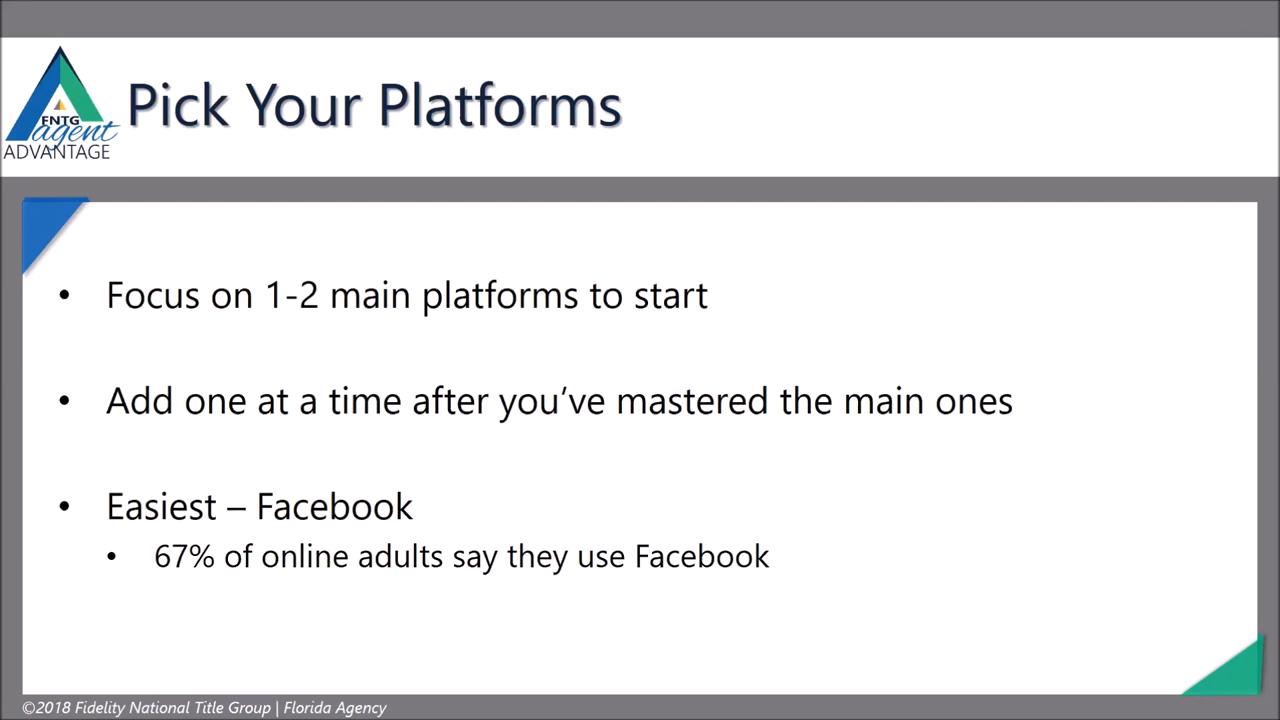 FNTG
agent
ADVANTAGE
Pick Your Platforms
• Focus on 1-2 main platforms to start
• Add one at a time after you’ve mastered the main ones
• Easiest – Facebook
• 67% of online adults say they use Facebook
©2018 Fidelity National Title Group | Florida Agency